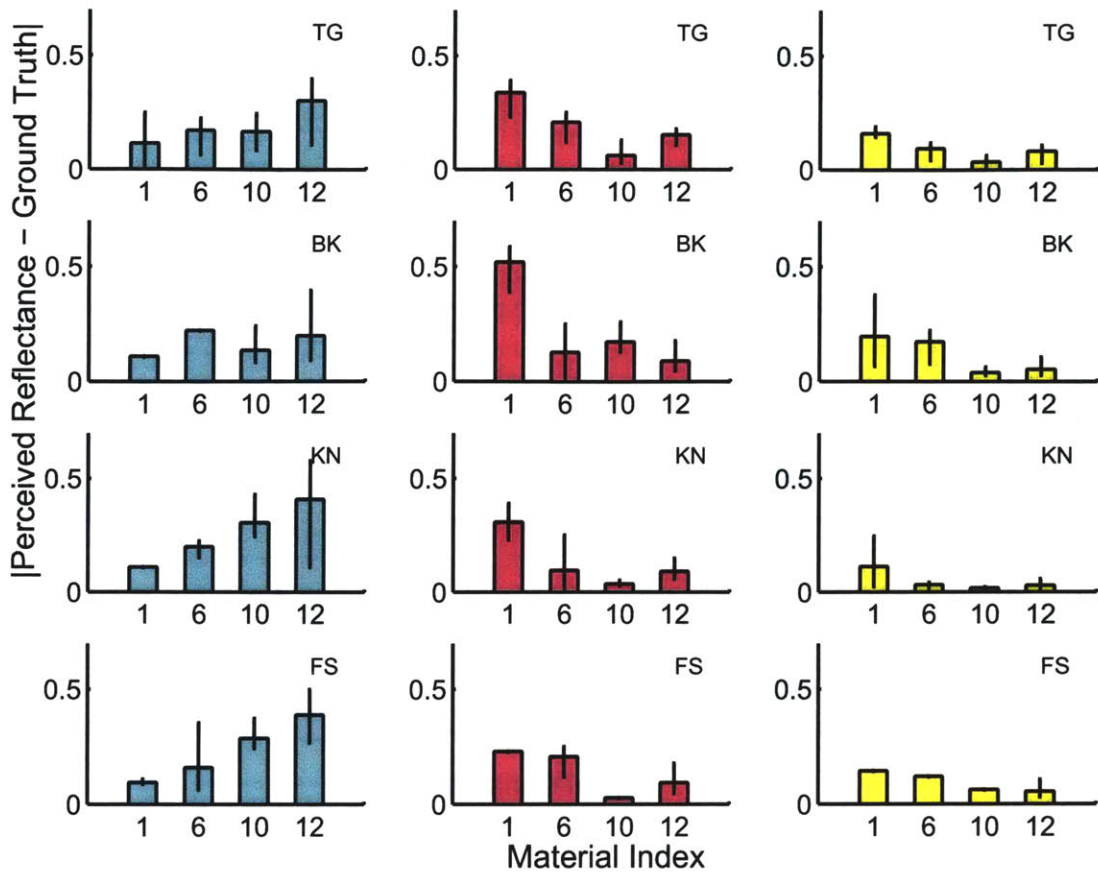 |Perceived Reflectance – Ground Truth|
TG TG TG
0.5 0.5 0.5
0 0 0
1 6 10 12 1 6 10 12 1 6 10 12
BK BK BK
0.5 0.5 0.5
0 0 0
1 6 10 12 1 6 10 12 1 6 10 12
KN KN KN
0.5 0.5 0.5
0 0 0
1 6 10 12 1 6 10 12 1 6 10 12
FS FS FS
0.5 0.5 0.5
0 0 0
1 6 10 12 1 6 10 12 1 6 10 12
Material Index